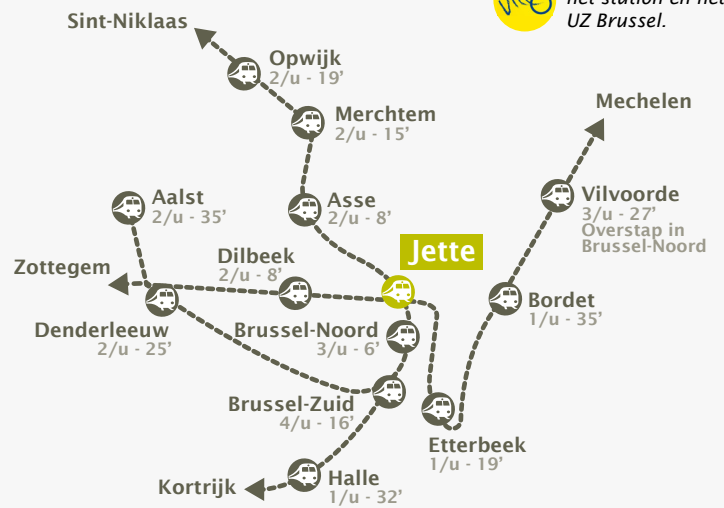 het station en het
UZ Brussel.
Sint-Niklaas
Opwijk
2/u - 19'
Merchtem
2/u - 15'
Mechelen
Aalst
2/u - 35'
Asse
2/u - 8'
Vilvoorde
3/u - 27'
Overstap in
Brussel-Noord
Jette
Dilbeek
2/u - 8'
Zottegem
Denderleeuw
2/u - 25'
Brussel-Noord
3/u - 6'
Bordet
1/u - 35'
Brussel-Zuid
4/u - 16'
Etterbeek
1/u - 19'
Kortrijk
Halle
1/u - 32'